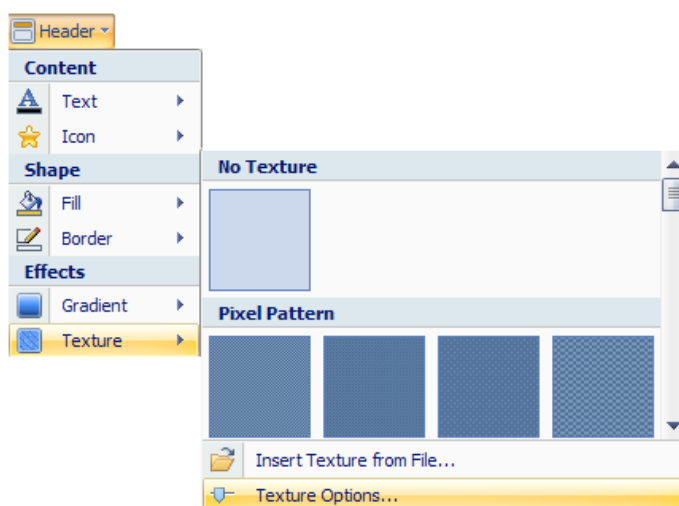 Header
Content
Text
Icon
Shape
Fill
Border
Effects
Gradient
Texture
No Texture
Pixel Pattern
Insert Texture from File...
Texture Options...